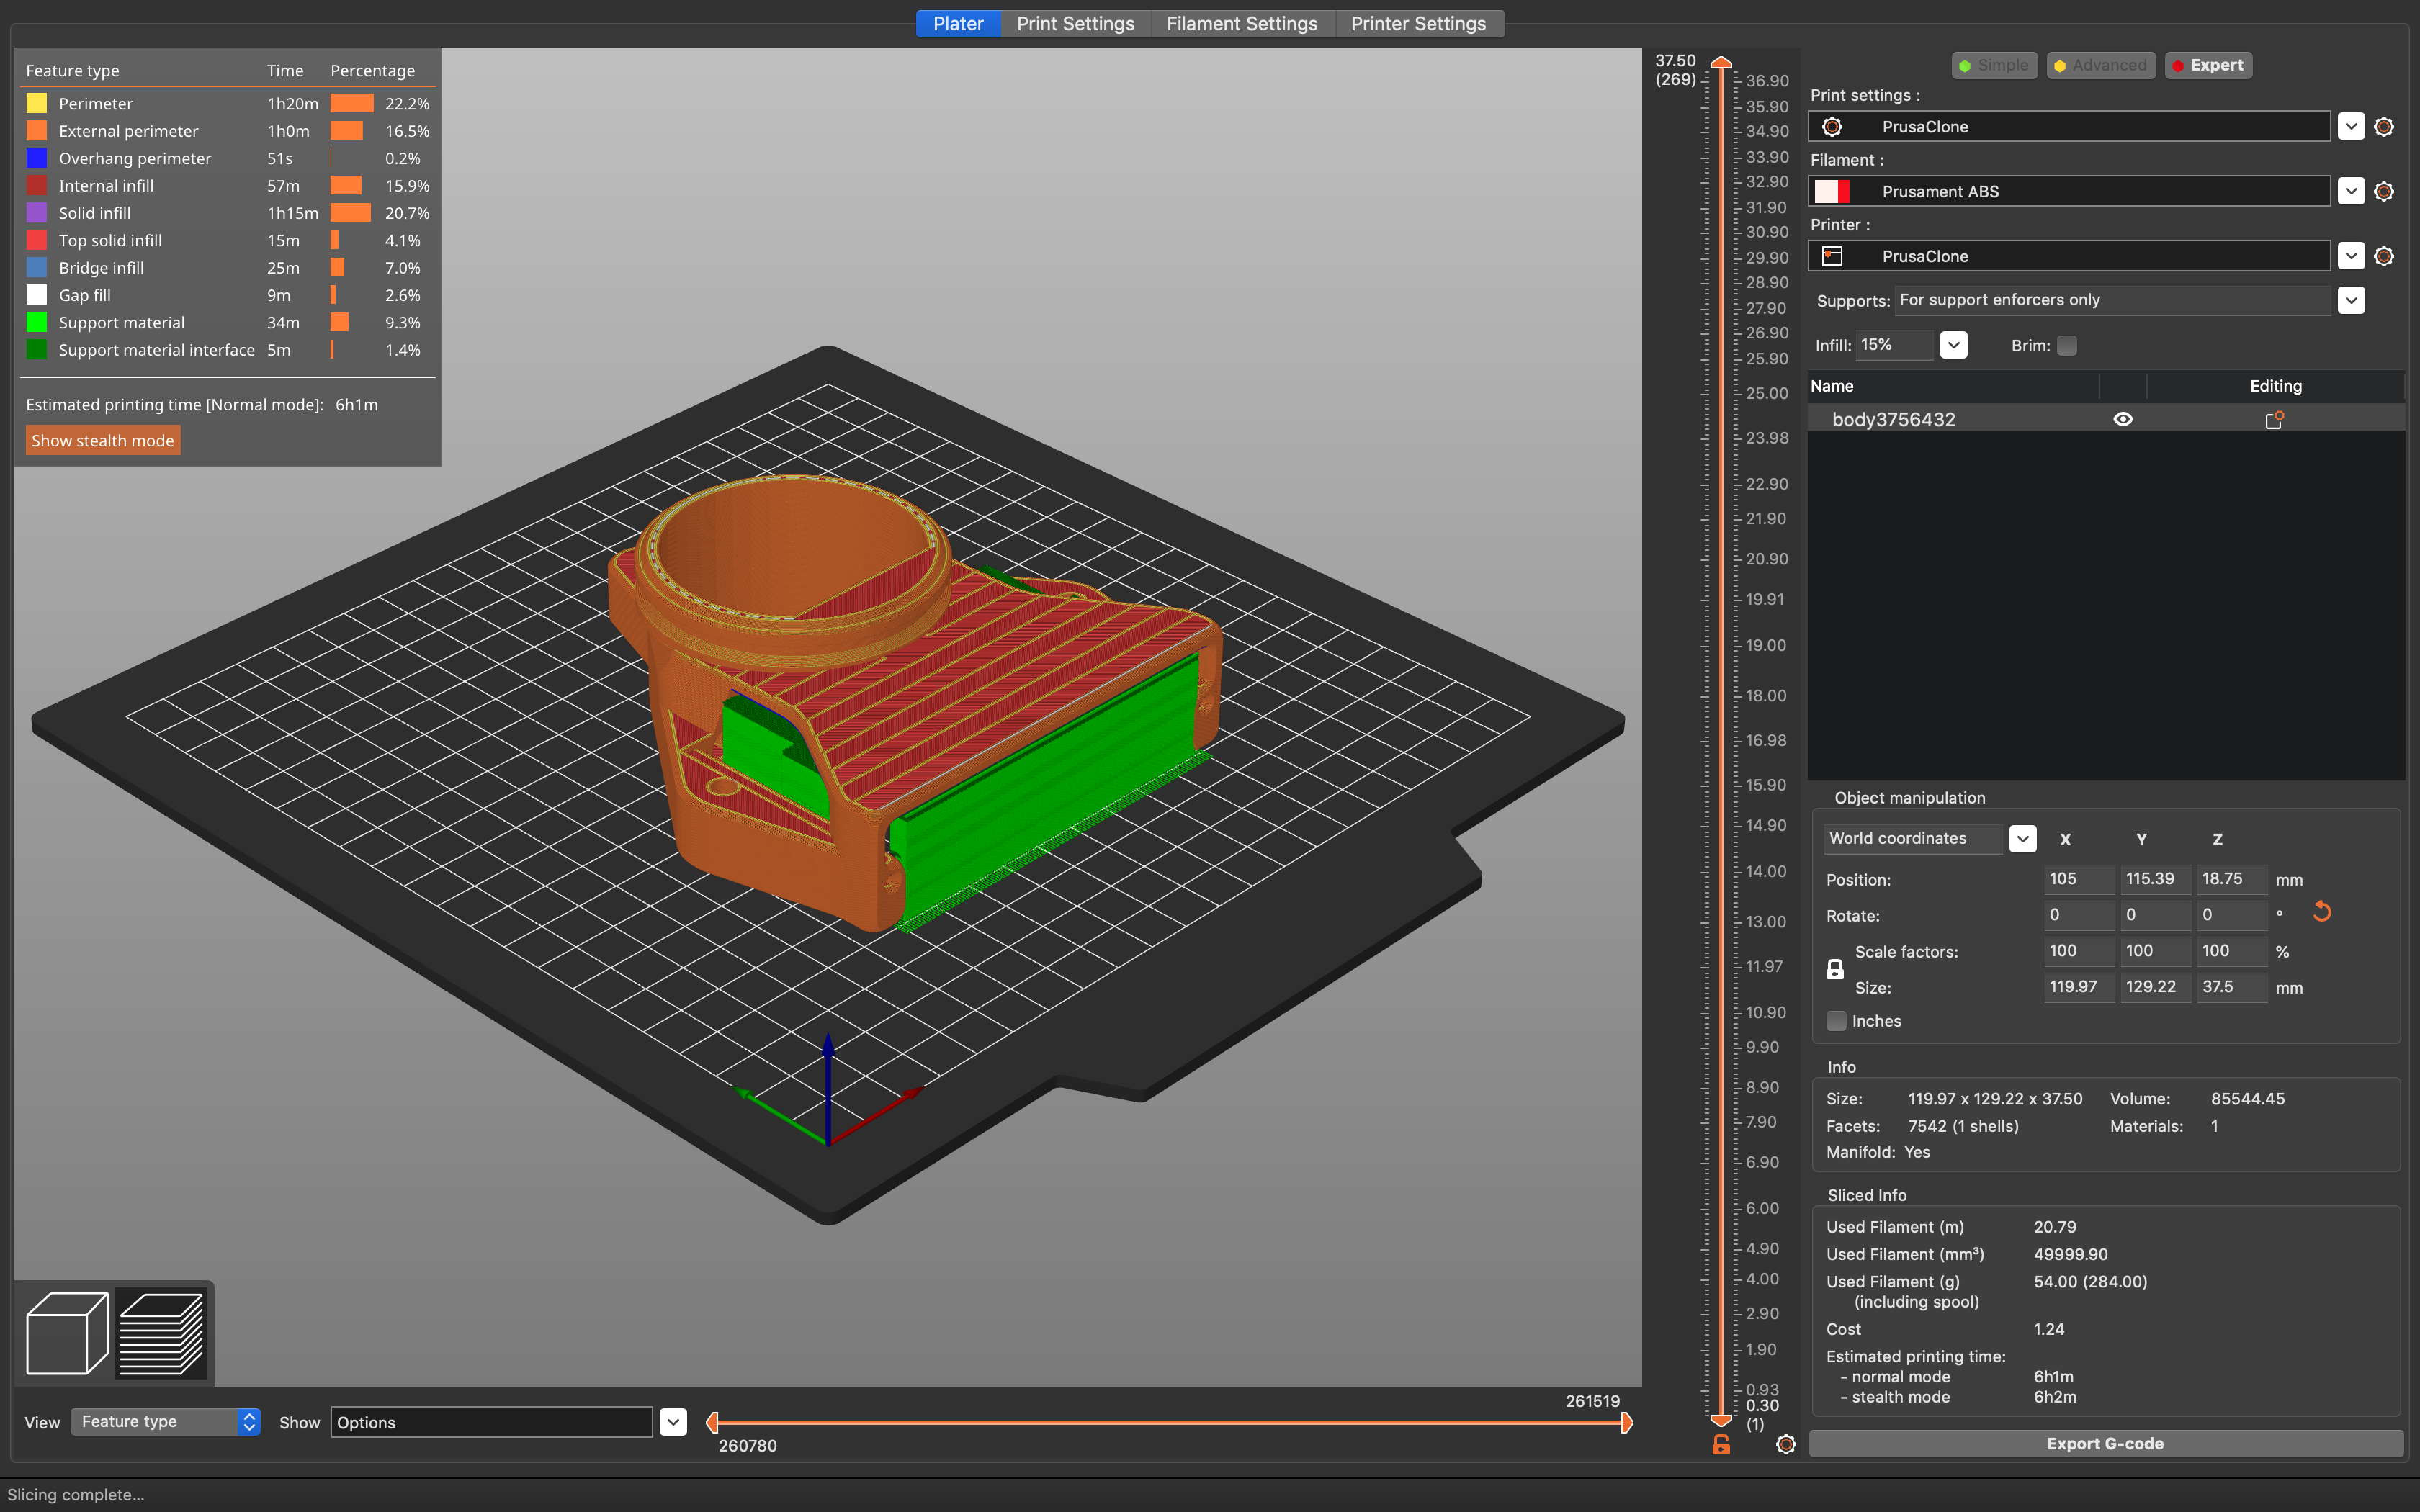 Plater Print Settings Filament Settings Printer Settings
Feature type Time Percentage
Perimeter 1h20m 22.2%
External perimeter 1h0m 16.5%
Overhang perimeter 51s 0.2%
Internal infill 57m 15.9%
Solid infill 1h15m 20.7%
Top solid infill 15m 4.1%
Bridge infill 25m 7.0%
Gap fill 9m 2.6%
Support material 34m 9.3%
Support material interface 5m 1.4%
Estimated printing time [Normal mode]: 6h1m
Show stealth mode
37.50
(269)
36.90
35.90
34.90
33.90
32.90
31.90
30.90
29.90
28.90
27.90
26.90
25.90
25.00
23.98
22.90
21.90
20.90
19.91
19.00
18.00
16.98
15.90
14.90
14.00
13.00
11.97
10.90
9.90
8.90
7.90
6.90
6.00
4.90
4.00
2.90
1.90
0.93
0.30
(1)
Simple Advanced Expert
Print settings :
PrusaClone
Filament :
Prusament ABS
Printer :
PrusaClone
Supports: For support enforcers only
Infill: 15% Brim:
Name Editing
body3756432
Object manipulation
World coordinates X Y Z
Position: 105 115.39 18.75 mm
Rotate: 0 0 0 °
Scale factors: 100 100 100 %
Size: 119.97 129.22 37.5 mm
Inches
Info
Size: 119.97 x 129.22 x 37.50 Volume: 85544.45
Facets: 7542 (1 shells) Materials: 1
Manifold: Yes
Sliced Info
Used Filament (m) 20.79
Used Filament (mm³) 49999.90
Used Filament (g) 54.00 (284.00)
(including spool)
Cost 1.24
Estimated printing time:
- normal mode 6h1m
- stealth mode 6h2m
Export G-code
View Feature type Show Options
261519
260780
Slicing complete...